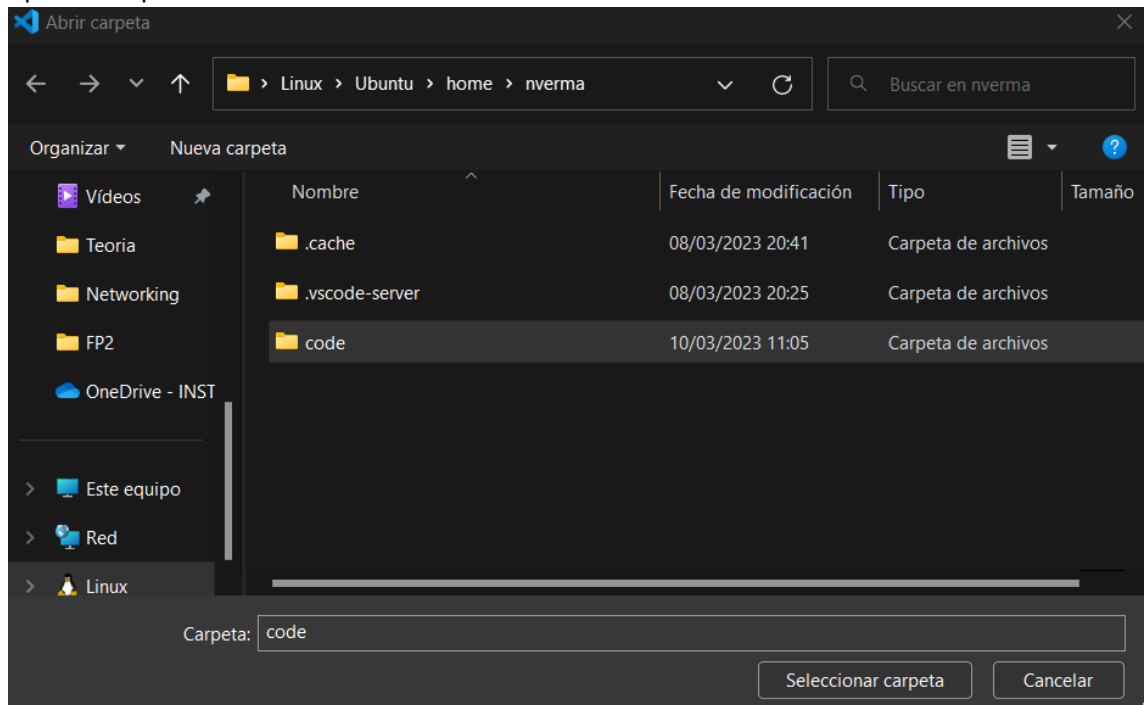 Abrir carpeta
Linux > Ubuntu > home > nverma
Buscar en nverma
Organizar
Nueva carpeta
Nombre
Fecha de modificación
Tipo
Tamaño
Vídeos
Teoria
Networking
FP2
OneDrive - INST
Este equipo
Red
Linux
.cache 08/03/2023 20:41 Carpeta de archivos
.vscode-server 08/03/2023 20:25 Carpeta de archivos
code 10/03/2023 11:05 Carpeta de archivos
Carpeta: code
Seleccionar carpeta
Cancelar